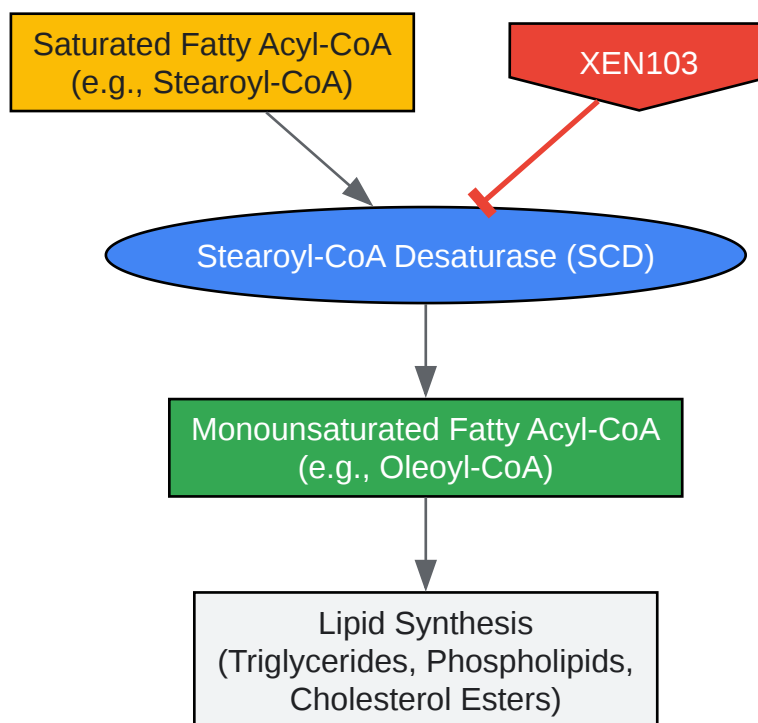 Saturated Fatty Acyl-CoA
(e.g., Stearoyl-CoA)
XEN103
Stearoyl-CoA Desaturase (SCD)
Monounsaturated Fatty Acyl-CoA
(e.g., Oleoyl-CoA)
Lipid Synthesis
(Triglycerides, Phospholipids,
Cholesterol Esters)